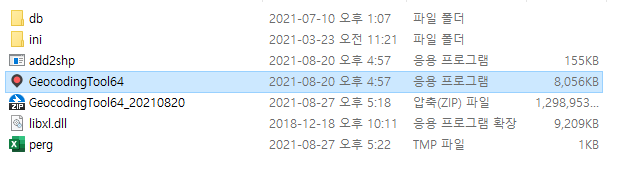 db 2021-07-10 오후 1:07 파일 폴더
ini 2021-03-23 오전 11:21 파일 폴더
add2shp 2021-08-20 오후 4:57 응용 프로그램 155KB
GeocodingTool64 2021-08-20 오후 4:57 응용 프로그램 8,056KB
GeocodingTool64_20210820 2021-08-27 오후 5:18 압축(ZIP) 파일 1,298,953...
libxl.dll 2018-12-18 오후 10:11 응용 프로그램 확장 9,209KB
perg 2021-08-27 오후 5:22 TMP 파일 1KB